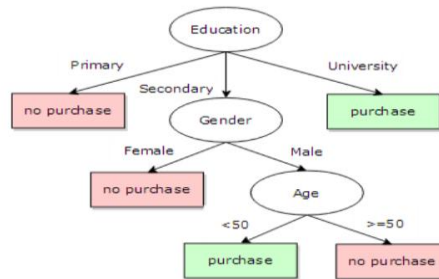 Education
Primary
University
Secondary
no purchase
purchase
Gender
Female
Male
no purchase
Age
<50
>=50
purchase
no purchase